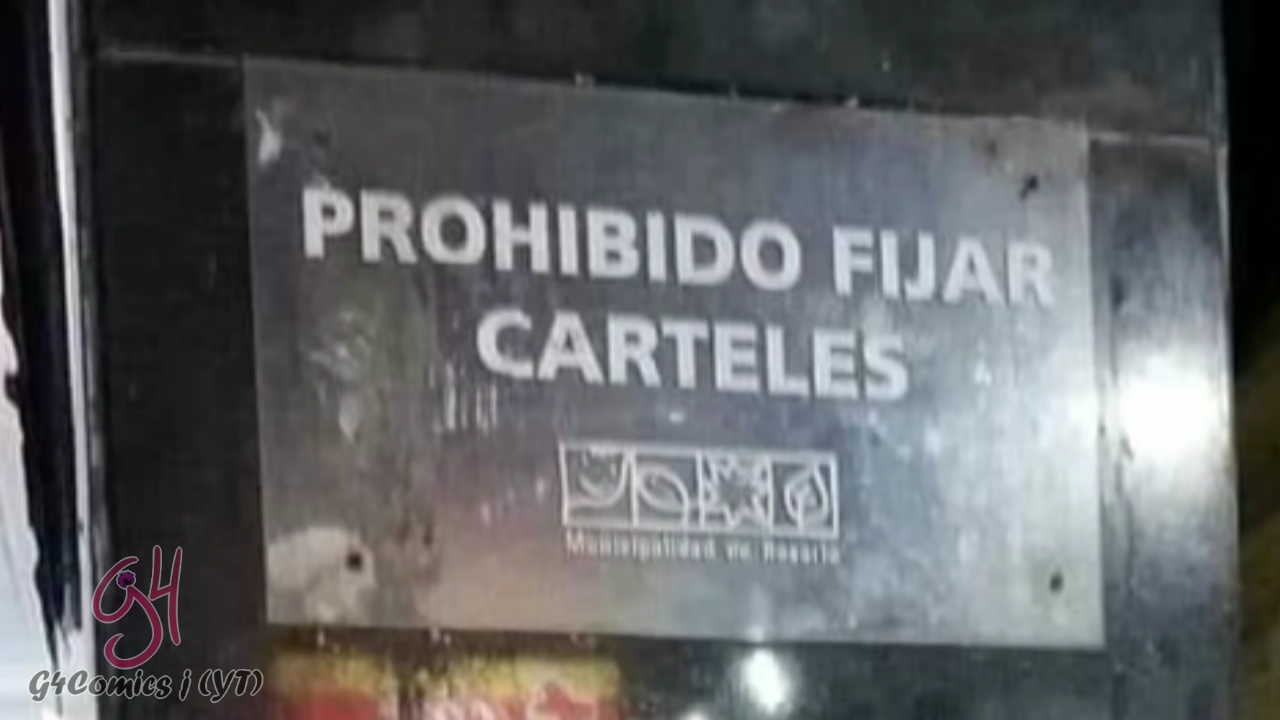 PROHIBIDO FIJAR
CARTELES
Municipalidad de Rosario
G4
G4Comics j (YT)